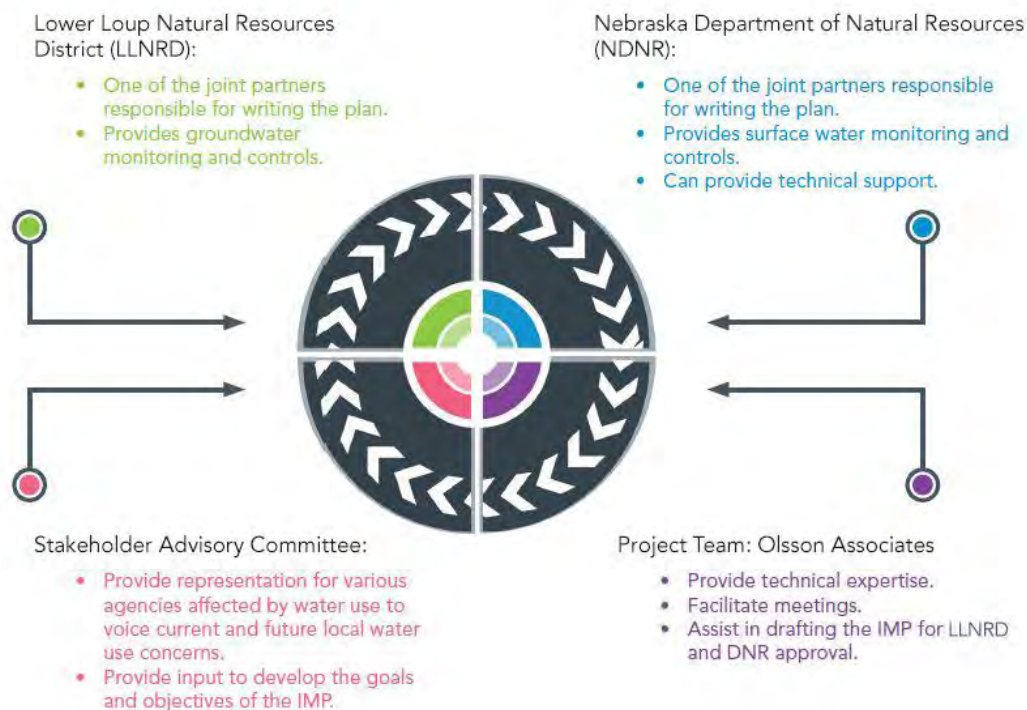 Lower Loup Natural Resources
District (LLNRD):
• One of the joint partners
responsible for writing the plan.
• Provides groundwater
monitoring and controls.
Nebraska Department of Natural Resources
(NDNR):
• One of the joint partners responsible
for writing the plan.
• Provides surface water monitoring and
controls.
• Can provide technical support.
Stakeholder Advisory Committee:
• Provide representation for various
agencies affected by water use to
voice current and future local water
use concerns.
• Provide input to develop the goals
and objectives of the IMP.
Project Team: Olsson Associates
• Provide technical expertise.
• Facilitate meetings.
• Assist in drafting the IMP for LLNRD
and DNR approval.